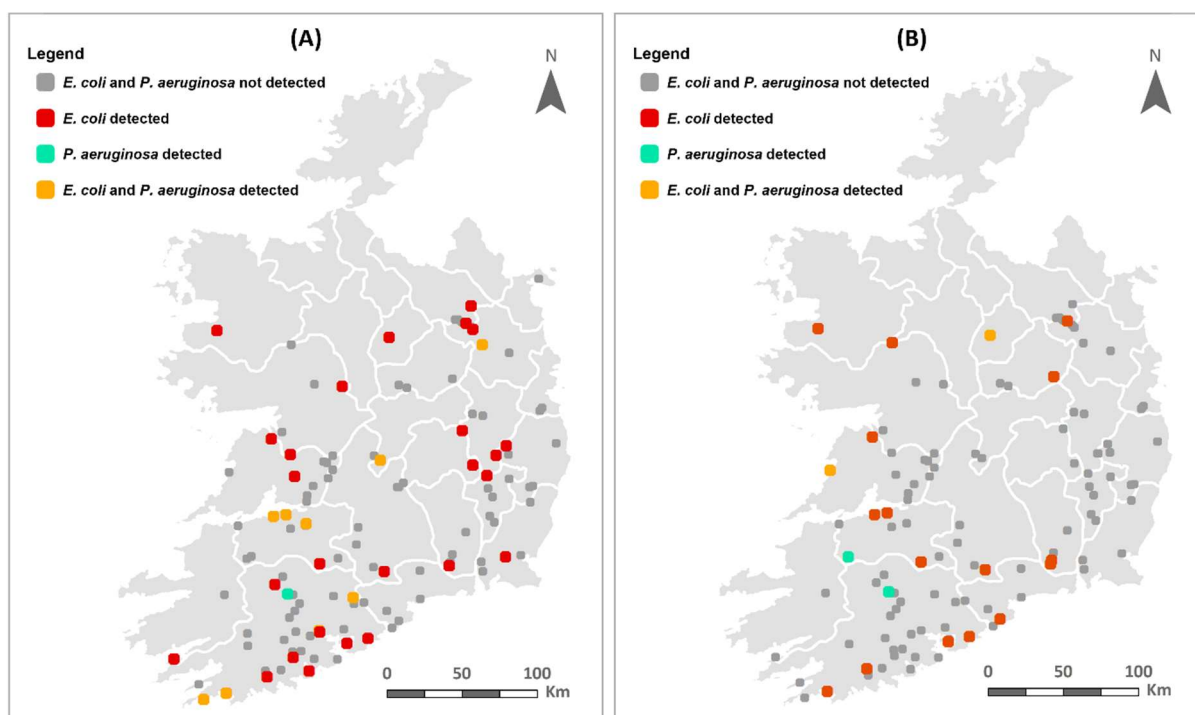 (A)
Legend
E. coli and P. aeruginosa not detected
E. coli detected
P. aeruginosa detected
E. coli and P. aeruginosa detected
N
0 50 100
Km
(B)
Legend
E. coli and P. aeruginosa not detected
E. coli detected
P. aeruginosa detected
E. coli and P. aeruginosa detected
N
0 50 100
Km